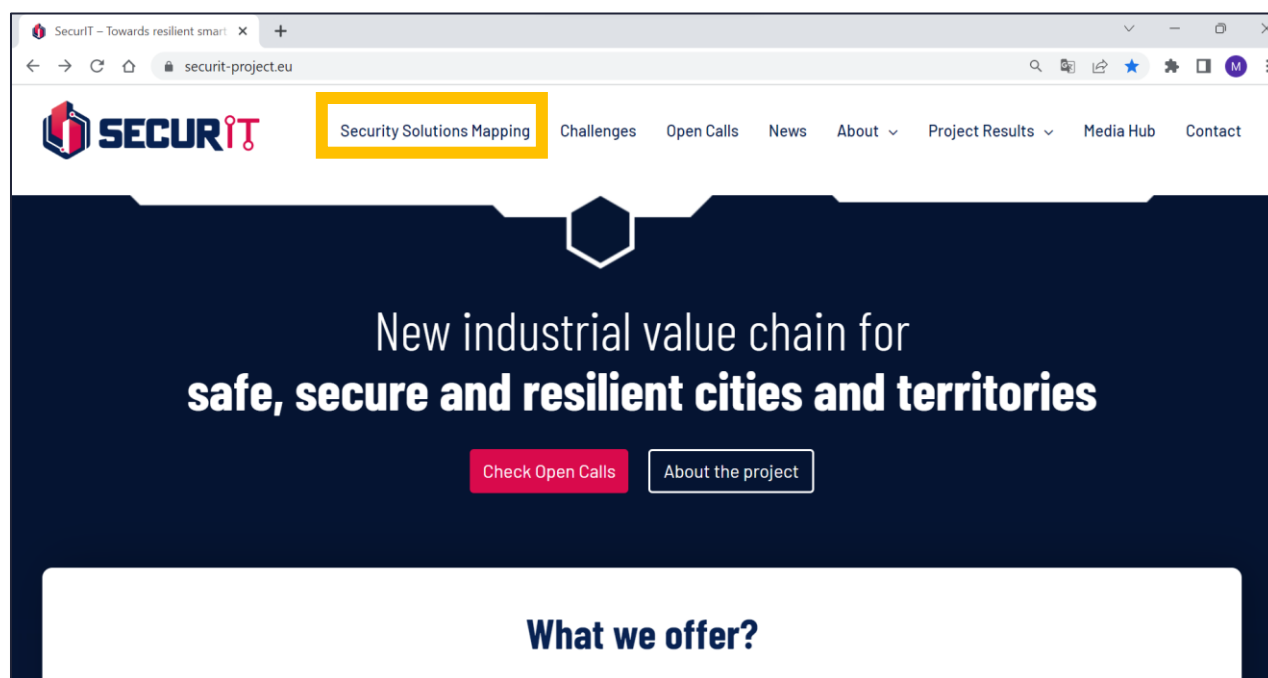 SecurIT – Towards resilient smart
securit-project.eu
M
SECURIT
Security Solutions Mapping Challenges Open Calls News About Project Results Media Hub Contact
New industrial value chain for
safe, secure and resilient cities and territories
Check Open Calls About the project
What we offer?